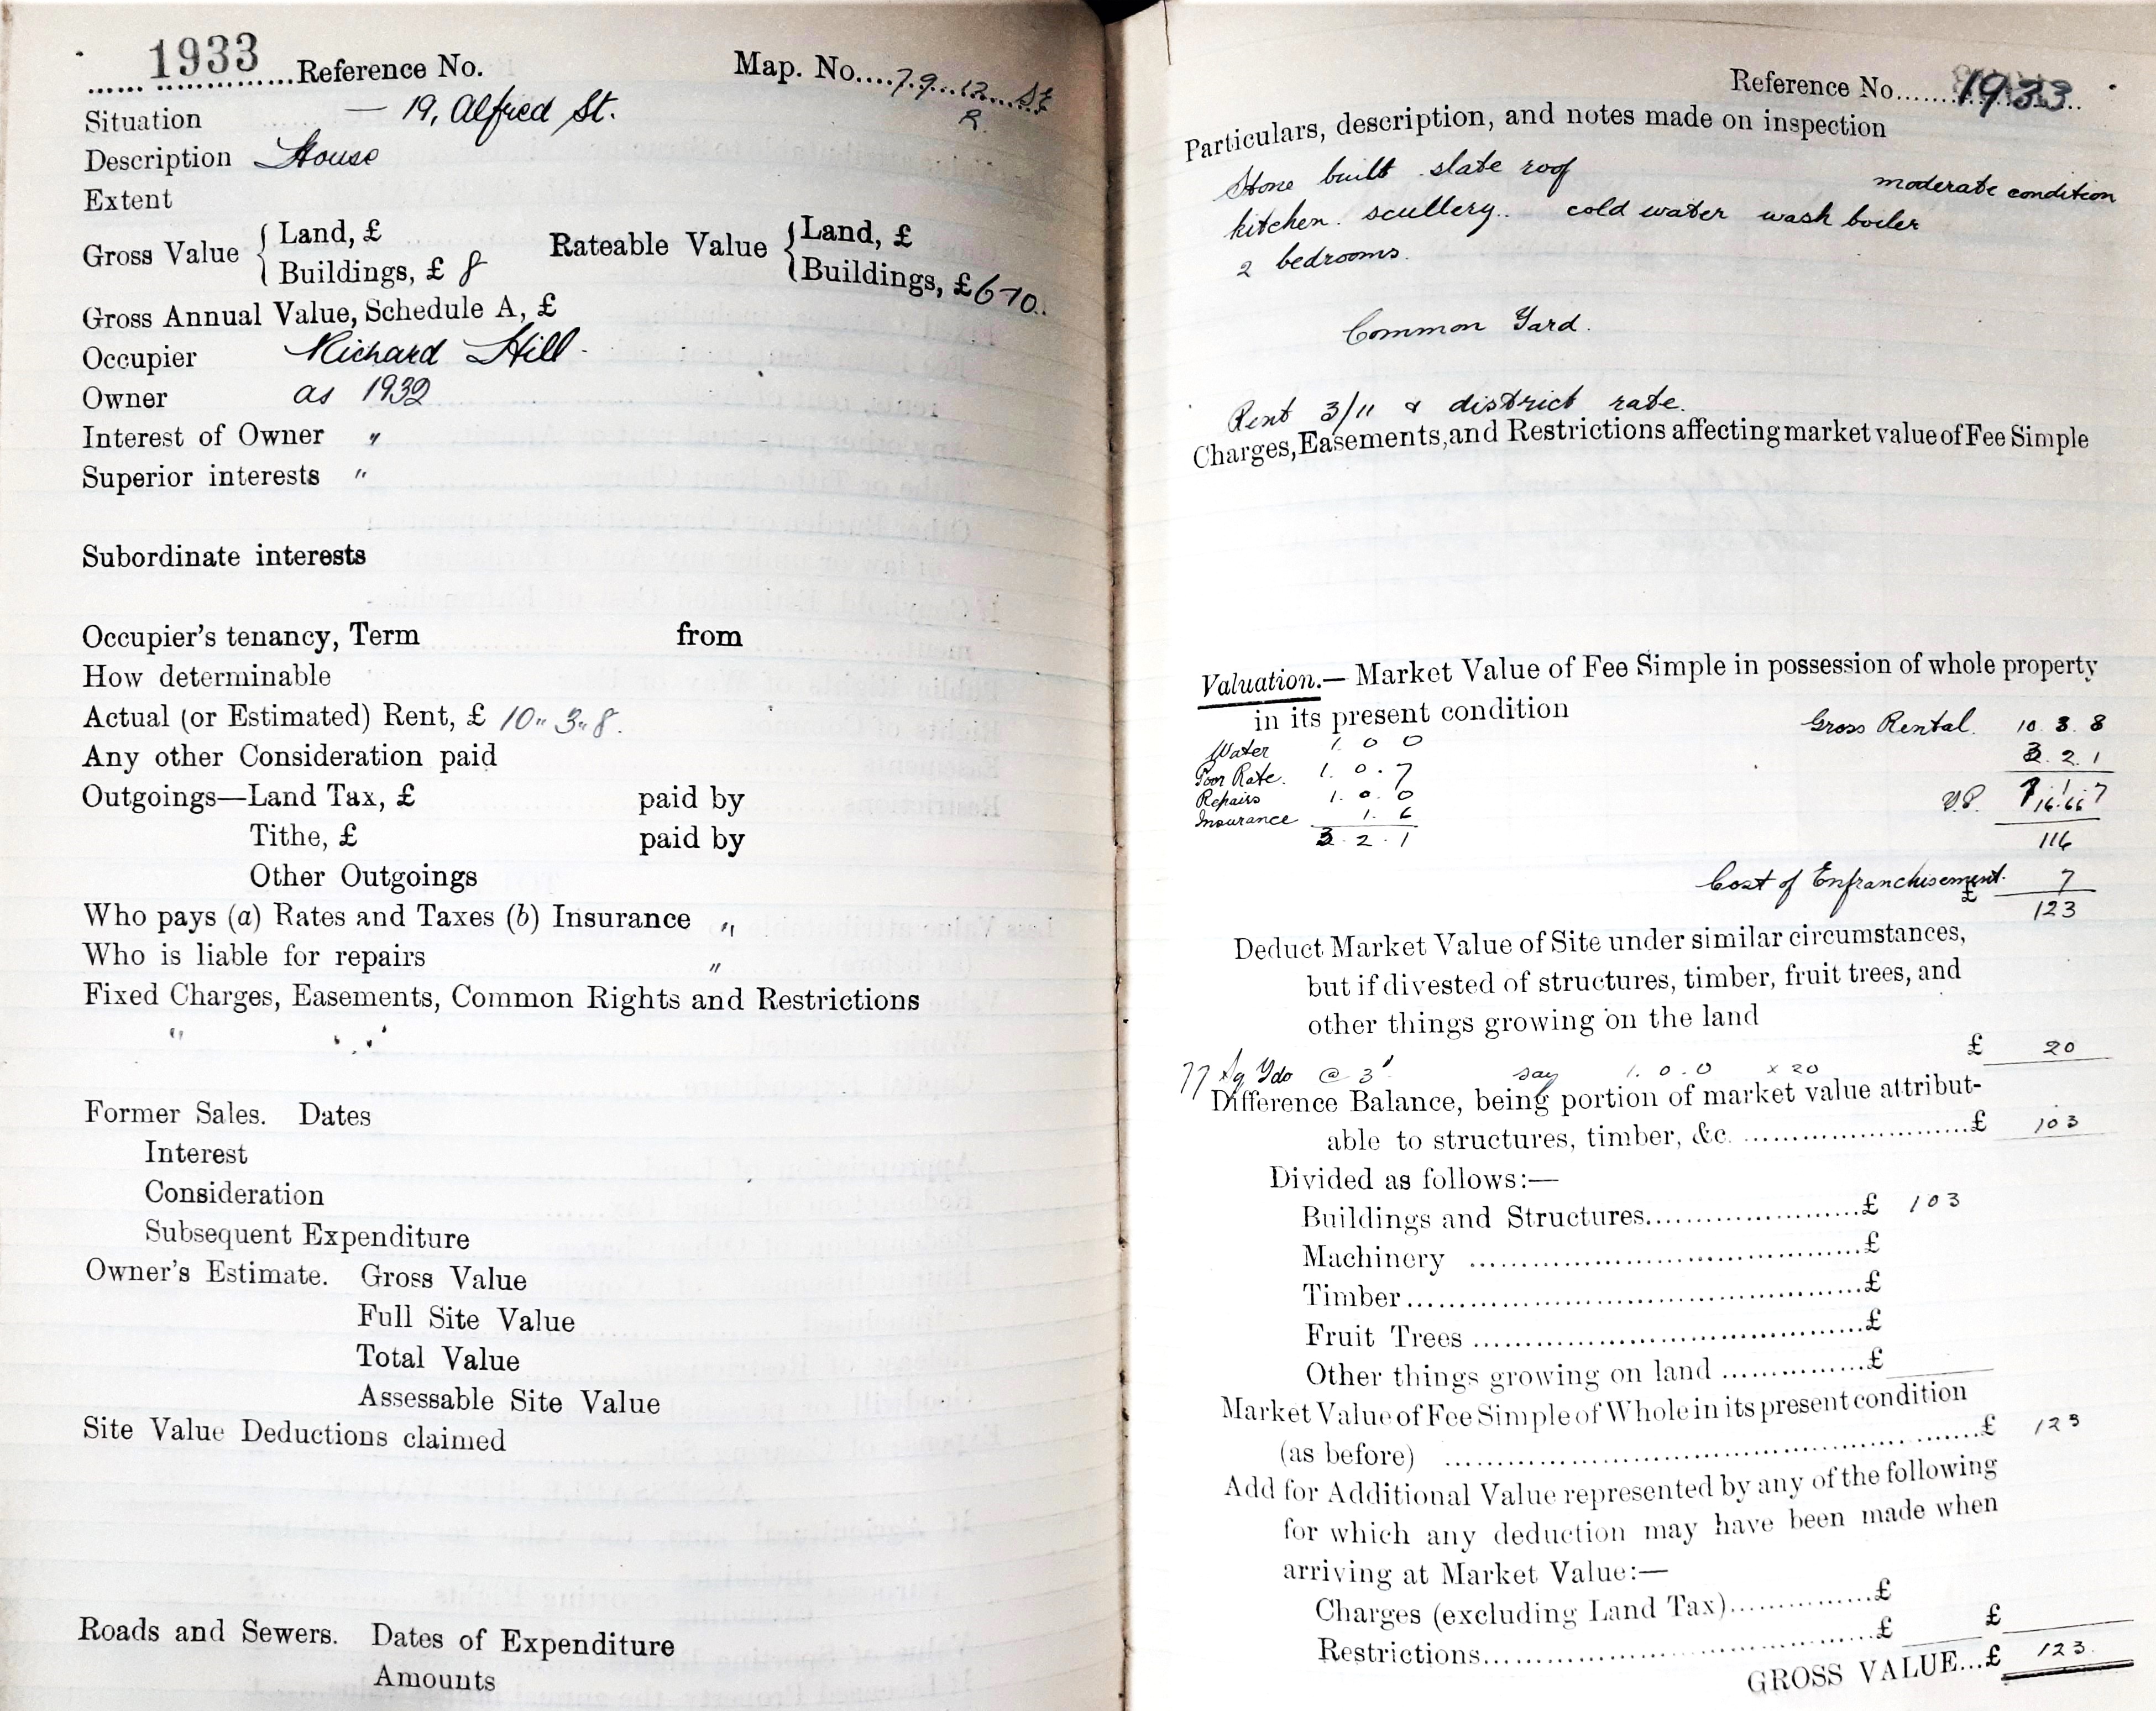 1933 Reference No. Map. No....7.9.12
R.
Situation — 19, Alfred St.
Description House
Extent
Gross Value { Land, £ Rateable Value { Land, £
Buildings, £ 8 Buildings, £ 6-10..
Gross Annual Value, Schedule A, £
Occupier Richard Hill
Owner as 1932
Interest of Owner "
Superior interests "
Subordinate interests
Occupier's tenancy, Term from
How determinable
Actual (or Estimated) Rent, £ 10" 3" 8.
Any other Consideration paid
Outgoings—Land Tax, £ paid by
Tithe, £ paid by
Other Outgoings
Who pays (a) Rates and Taxes (b) Insurance "
Who is liable for repairs "
Fixed Charges, Easements, Common Rights and Restrictions
" "
Former Sales. Dates
Interest
Consideration
Subsequent Expenditure
Owner's Estimate. Gross Value
Full Site Value
Total Value
Assessable Site Value
Site Value Deductions claimed
Roads and Sewers. Dates of Expenditure
Amounts
Reference No. 1933
Particulars, description, and notes made on inspection
Stone built slate roof moderate condition
kitchen. scullery.. cold water wash boiler
2 bedrooms.
Common Yard.
Rent 3/11 & district rate.
Charges, Easements, and Restrictions affecting market value of Fee Simple
Valuation.— Market Value of Fee Simple in possession of whole property
in its present condition Gross Rental. 10 . 3 . 8
Water 1. 0 0
3. 2. 1
Poor Rate. 1. 0. 7
Y.P. 7. 1. 7
16.66
Repairs 1. 0. 0
Insurance 1. 6
3. 2. 1
116
Cost of Enfranchisement. 7
£ 123
Deduct Market Value of Site under similar circumstances,
but if divested of structures, timber, fruit trees, and
other things growing on the land
£ 20
77 Sq Yds @ 3' say 1. 0. 0 x 20
Difference Balance, being portion of market value attribut-
able to structures, timber, &c. £ 103
Divided as follows:—
Buildings and Structures £ 103
Machinery £
Timber £
Fruit Trees £
Other things growing on land £
Market Value of Fee Simple of Whole in its present condition
(as before) £ 123
Add for Additional Value represented by any of the following
for which any deduction may have been made when
arriving at Market Value:—
Charges (excluding Land Tax) £
Restrictions £ £
GROSS VALUE...£ 123.